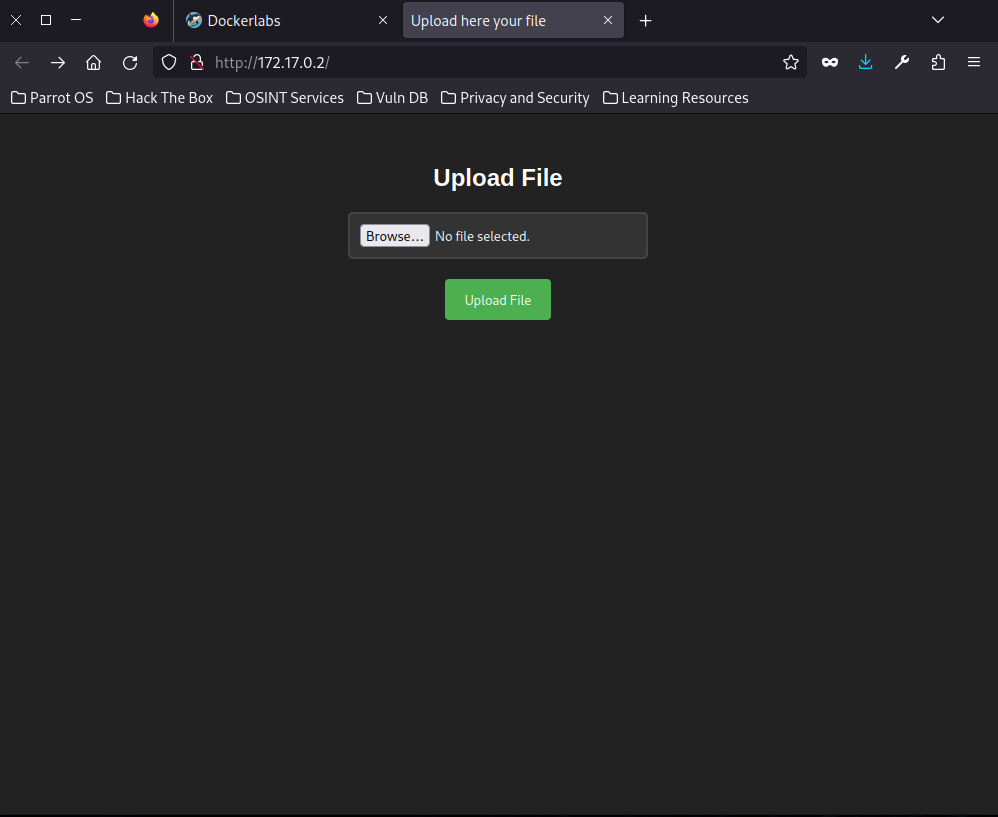 Dockerlabs
Upload here your file
http://172.17.0.2/
Parrot OS Hack The Box OSINT Services Vuln DB Privacy and Security Learning Resources
Upload File
Browse... No file selected.
Upload File